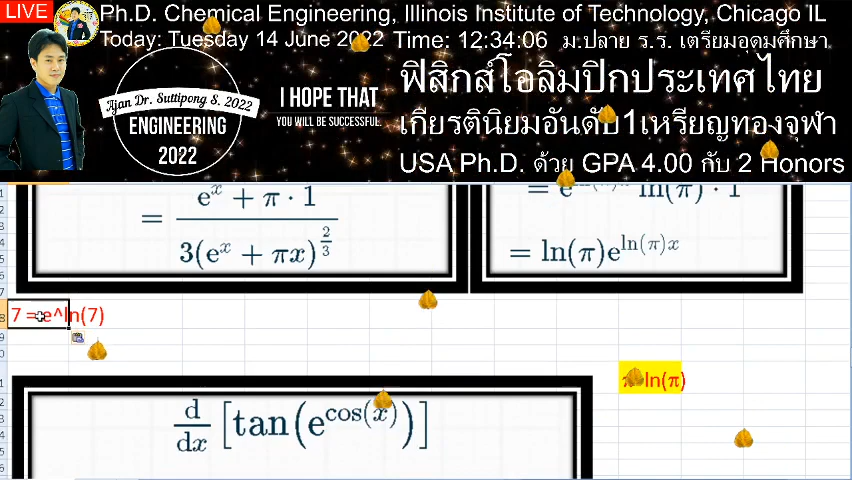 LIVE
Ph.D. Chemical Engineering, Illinois Institute of Technology, Chicago IL
Today: Tuesday 14 June 2022 Time: 12:34:06 ม.ปลาย ร.ร. เตรียมอุดมศึกษา
Ajan Dr. Suttipong S. 2022
ENGINEERING
2022
I HOPE THAT
YOU WILL BE SUCCESSFUL.
ฟิสิกส์โอลิมปิกประเทศไทย
เกียรตินิยมอันดับ1เหรียญทองจุฬา
USA Ph.D. ด้วย GPA 4.00 กับ 2 Honors
= (e^x + π · 1) / (3(e^x + πx)^(2/3))
ln(π) · 1
= ln(π)e^(ln(π)x)
7 = e^ln(7)
ln(π)
d/dx [tan(e^cos(x))]